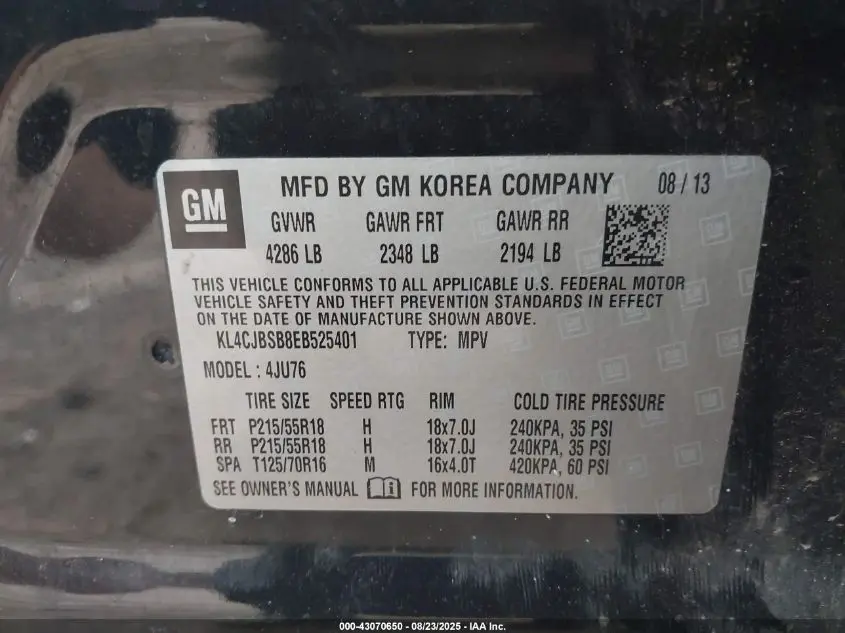 GM MFD BY GM KOREA COMPANY 08 / 13
GVWR GAWR FRT GAWR RR
4286 LB 2348 LB 2194 LB
THIS VEHICLE CONFORMS TO ALL APPLICABLE U.S. FEDERAL MOTOR
VEHICLE SAFETY AND THEFT PREVENTION STANDARDS IN EFFECT
ON THE DATE OF MANUFACTURE SHOWN ABOVE.
KL4CJBSB8EB525401 TYPE: MPV
MODEL : 4JU76
TIRE SIZE SPEED RTG RIM COLD TIRE PRESSURE
FRT P215/55R18 H 18x7.0J 240KPA, 35 PSI
RR P215/55R18 H 18x7.0J 240KPA, 35 PSI
SPA T125/70R16 M 16x4.0T 420KPA, 60 PSI
SEE OWNER'S MANUAL FOR MORE INFORMATION.
000-43070650 - 08/23/2025 - IAA Inc.